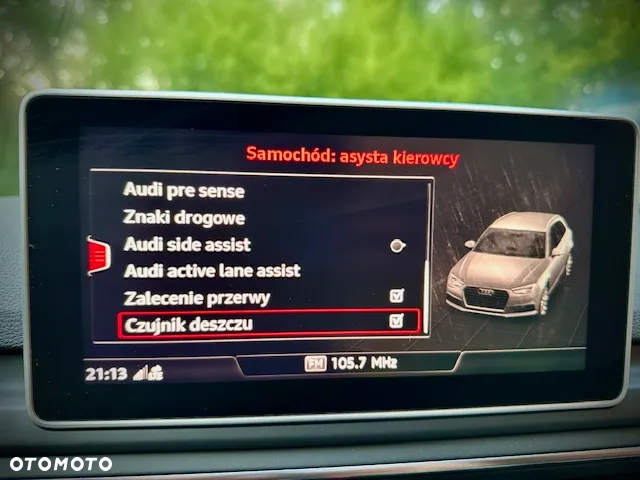 Samochód: asysta kierowcy
Audi pre sense
Znaki drogowe
Audi side assist
Audi active lane assist
Zalecenie przerwy
Czujnik deszczu
21:13
FM 105.7 MHz
OTOMOTO